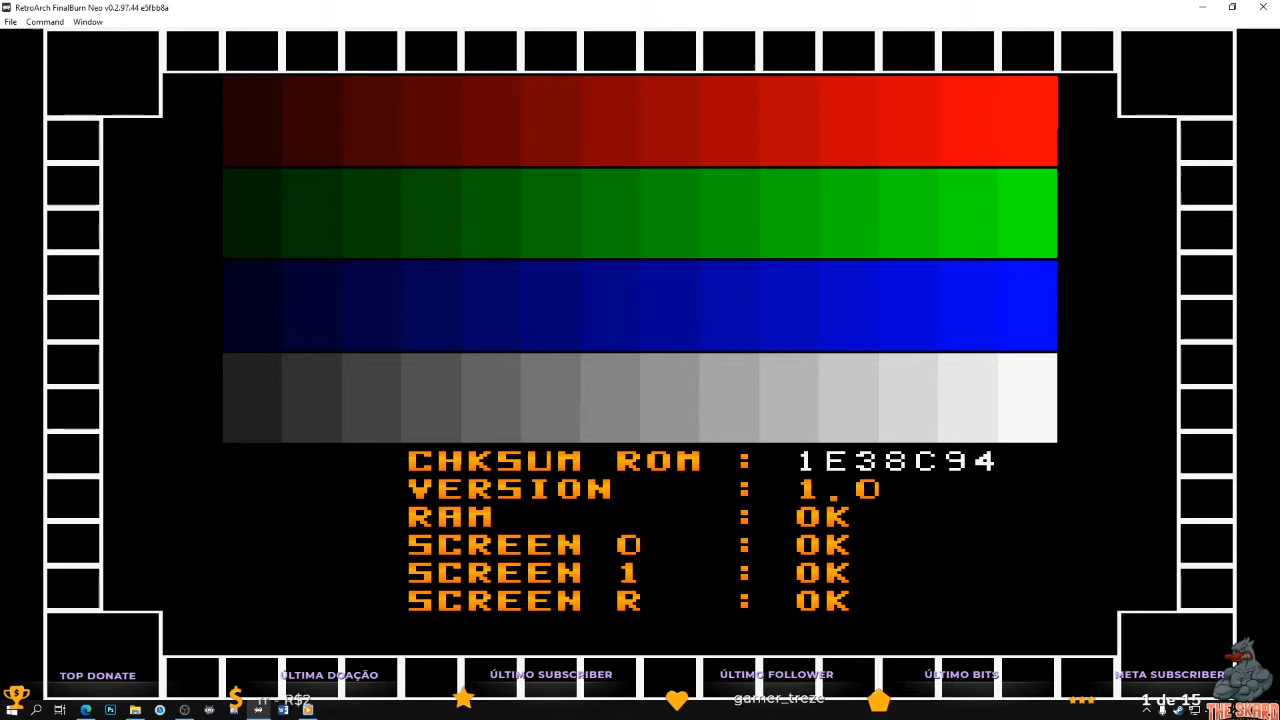 RetroArch FinalBurn Neo v0.2.97.44 e5fbb8a
File Command Window
CHKSUM ROM : 1E38C94
VERSION : 1.0
RAM : OK
SCREEN 0 : OK
SCREEN 1 : OK
SCREEN R : OK
TOP DONATE ÚLTIMA DOAÇÃO ÚLTIMO SUBSCRIBER ÚLTIMO FOLLOWER ÚLTIMO BITS META SUBSCRIBER
R$2 gamer_treze 1 de 15
THE SKARD